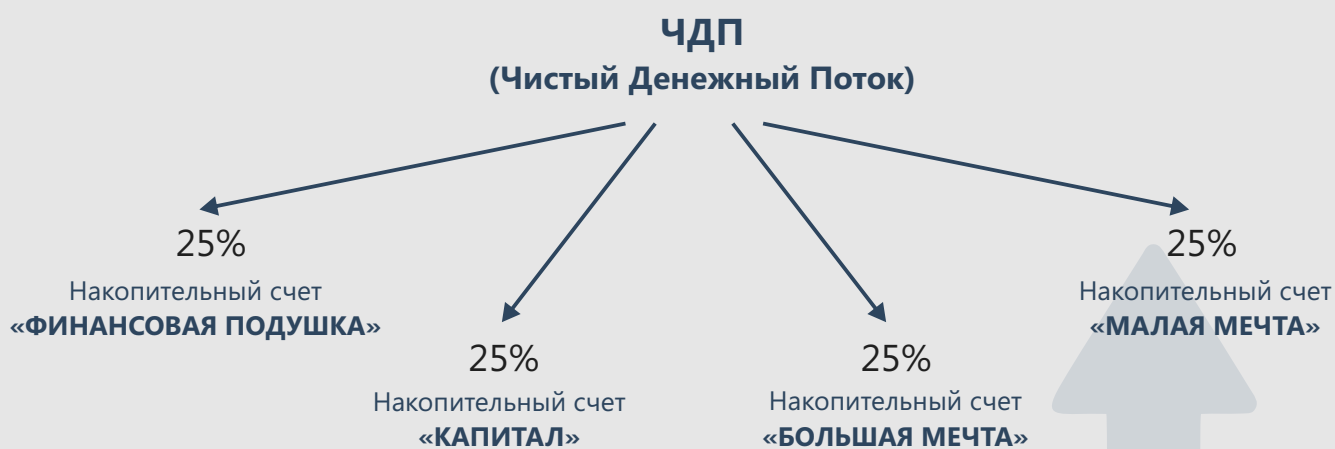 ЧДП
(Чистый Денежный Поток)
25%
Накопительный счет
«ФИНАНСОВАЯ ПОДУШКА»
25%
Накопительный счет
«КАПИТАЛ»
25%
Накопительный счет
«БОЛЬШАЯ МЕЧТА»
25%
Накопительный счет
«МАЛАЯ МЕЧТА»